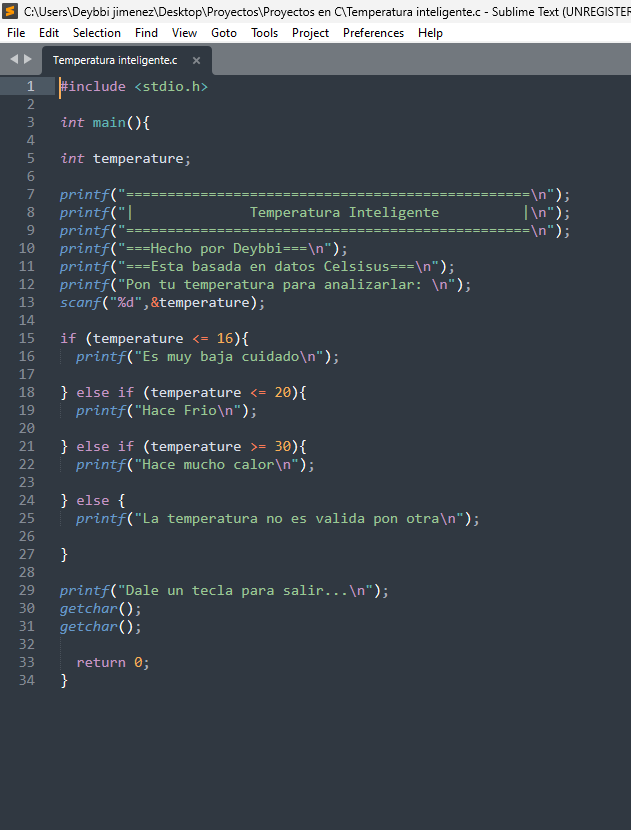 C:\Users\Deybbi jimenez\Desktop\Proyectos\Proyectos en C\Temperatura inteligente.c - Sublime Text (UNREGISTER
File Edit Selection Find View Goto Tools Project Preferences Help
Temperatura inteligente.c ×
1 #include <stdio.h>
2
3 int main(){
4
5 int temperature;
6
7 printf("=================================================\n");
8 printf("|              Temperatura Inteligente          |\n");
9 printf("=================================================\n");
10 printf("===Hecho por Deybbi===\n");
11 printf("===Esta basada en datos Celsisus===\n");
12 printf("Pon tu temperatura para analizarlar: \n");
13 scanf("%d",&temperature);
14
15 if (temperature <= 16){
16   printf("Es muy baja cuidado\n");
17
18 } else if (temperature <= 20){
19   printf("Hace Frio\n");
20
21 } else if (temperature >= 30){
22   printf("Hace mucho calor\n");
23
24 } else {
25   printf("La temperatura no es valida pon otra\n");
26
27 }
28
29 printf("Dale un tecla para salir...\n");
30 getchar();
31 getchar();
32
33   return 0;
34 }